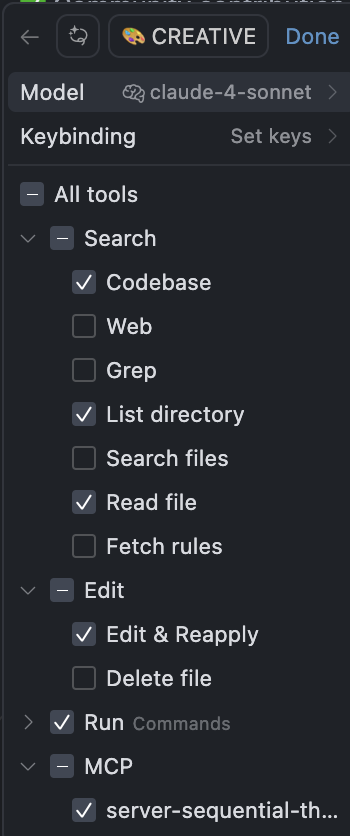 🎨 CREATIVE Done
Model claude-4-sonnet
Keybinding Set keys
All tools
Search
Codebase
Web
Grep
List directory
Search files
Read file
Fetch rules
Edit
Edit & Reapply
Delete file
Run Commands
MCP
server-sequential-th...